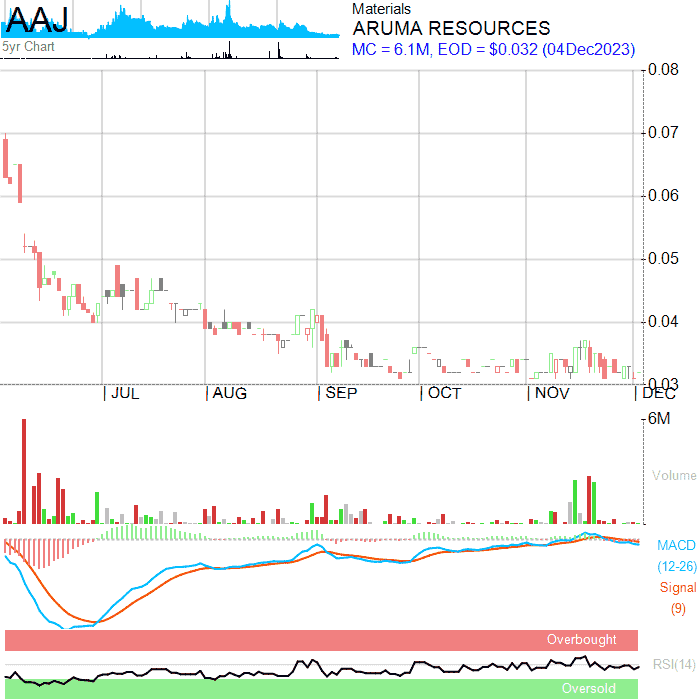 AAJ
5yr Chart
Materials
ARUMA RESOURCES
MC = 6.1M, EOD = $0.032 (04Dec2023)
0.08
0.07
0.06
0.05
0.04
0.03
JUL AUG SEP OCT NOV DEC
6M
Volume
MACD
(12-26)
Signal
(9)
Overbought
RSI(14)
Oversold